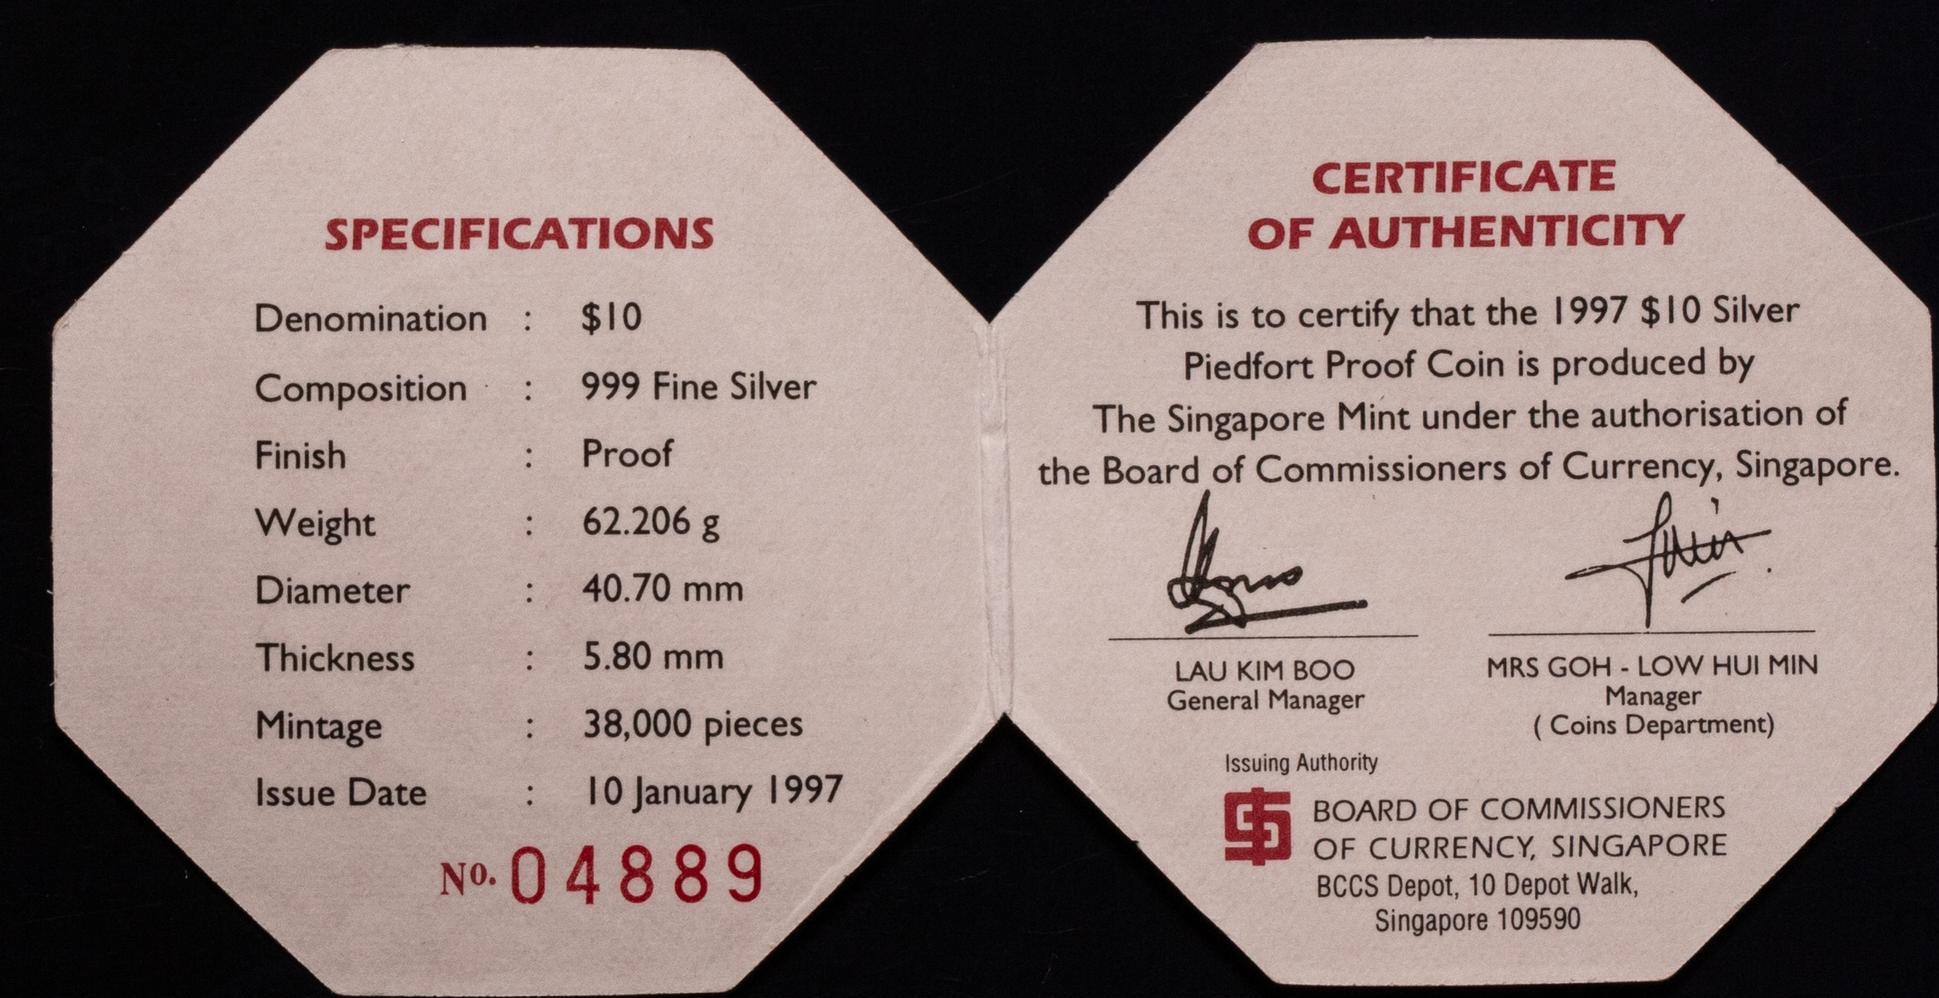 SPECIFICATIONS
Denomination : $10
Composition : 999 Fine Silver
Finish : Proof
Weight : 62.206 g
Diameter : 40.70 mm
Thickness : 5.80 mm
Mintage : 38,000 pieces
Issue Date : 10 January 1997
No. 04889
CERTIFICATE
OF AUTHENTICITY
This is to certify that the 1997 $10 Silver
Piedfort Proof Coin is produced by
The Singapore Mint under the authorisation of
the Board of Commissioners of Currency, Singapore.
LAU KIM BOO
General Manager
MRS GOH - LOW HUI MIN
Manager
( Coins Department)
Issuing Authority
BOARD OF COMMISSIONERS
OF CURRENCY, SINGAPORE
BCCS Depot, 10 Depot Walk,
Singapore 109590